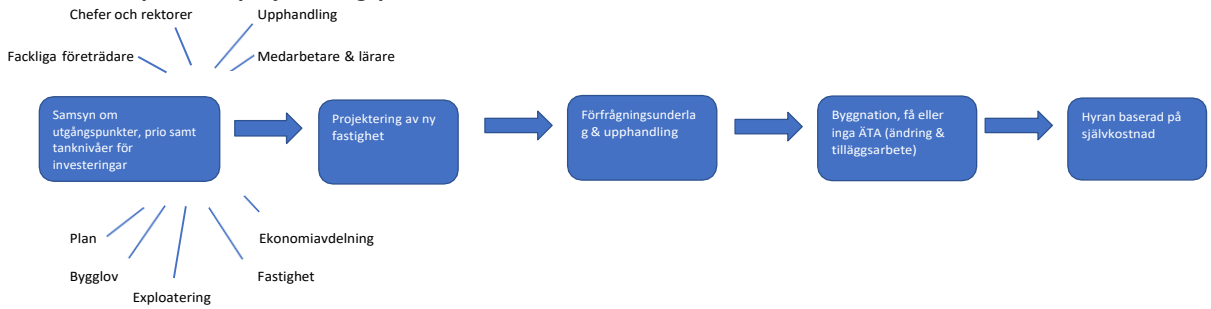 Chefer och rektorer
Upphandling
Fackliga företrädare
Medarbetare & lärare
Samsyn om
utgångspunkter, prio samt
tanknivåer för
investeringar
Projektering av ny
fastighet
Förfrågningsunderla
g & upphandling
Byggnation, få eller
inga ÄTA (ändring &
tilläggsarbete)
Hyran baserad på
självkostnad
Plan
Ekonomiavdelning
Bygglov
Fastighet
Exploatering